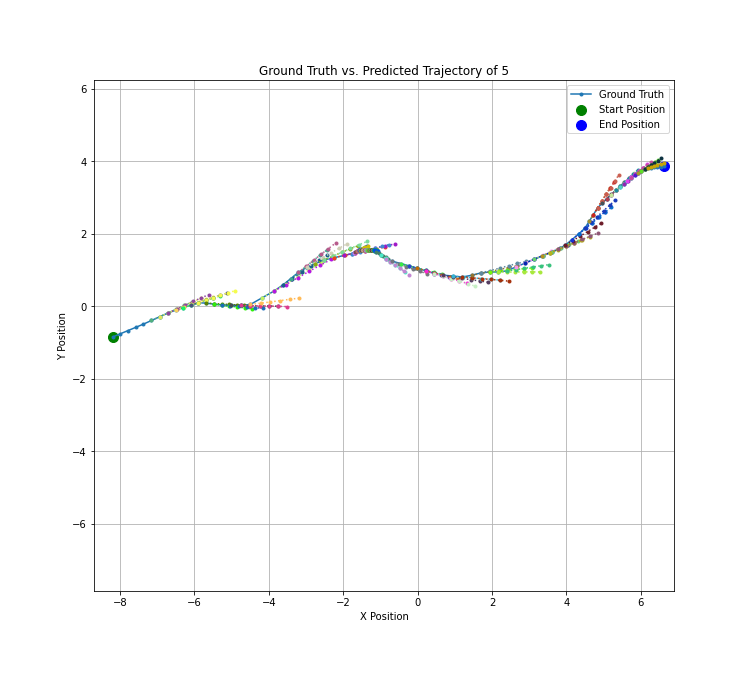 Ground Truth vs. Predicted Trajectory of 5
Ground Truth
Start Position
End Position
6
4
2
0
−2
−4
−6
Y Position
−8
−6
−4
−2
0
2
4
6
X Position